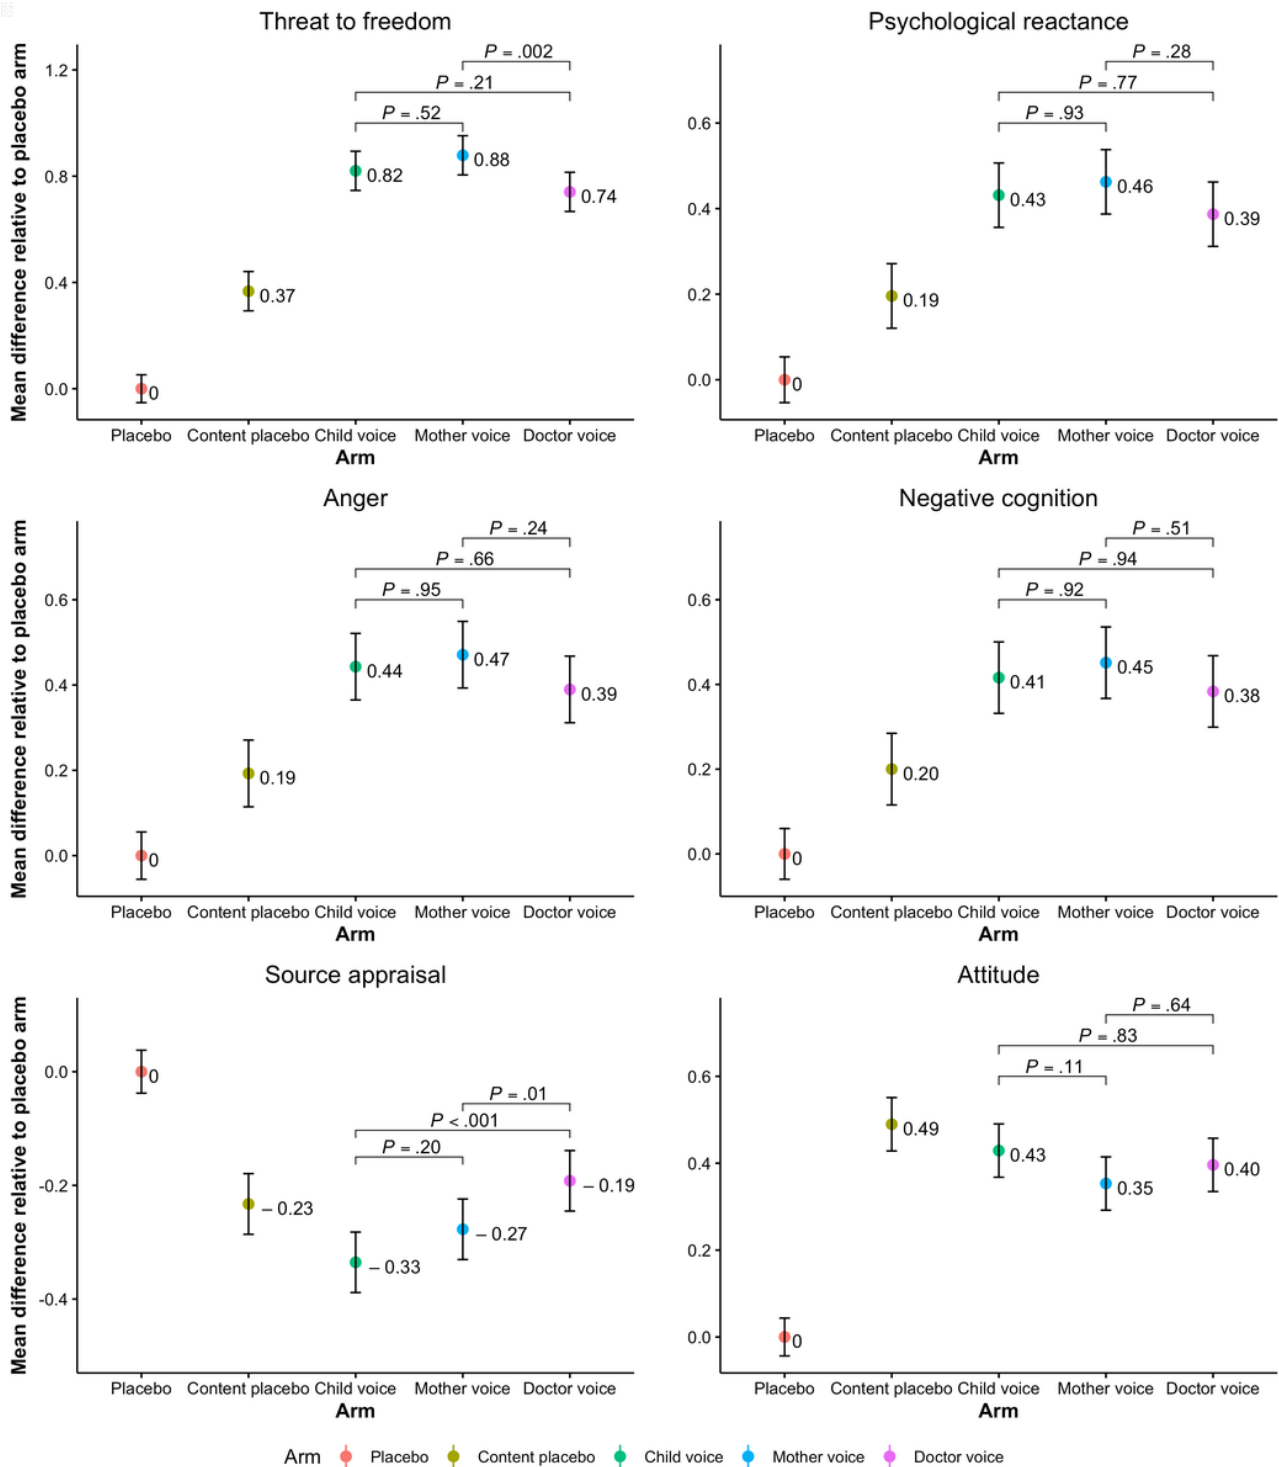 Threat to freedom
Mean difference relative to placebo arm
1.2
0.8
0.4
0.0
P = .002
P = .21
P = .52
0
0.37
0.82
0.88
0.74
Placebo Content placebo Child voice Mother voice Doctor voice
Arm
Psychological reactance
0.6
0.4
0.2
0.0
P = .28
P = .77
P = .93
0
0.19
0.43
0.46
0.39
Placebo Content placebo Child voice Mother voice Doctor voice
Arm
Anger
Mean difference relative to placebo arm
0.6
0.4
0.2
0.0
P = .24
P = .66
P = .95
0
0.19
0.44
0.47
0.39
Placebo Content placebo Child voice Mother voice Doctor voice
Arm
Negative cognition
0.6
0.4
0.2
0.0
P = .51
P = .94
P = .92
0
0.20
0.41
0.45
0.38
Placebo Content placebo Child voice Mother voice Doctor voice
Arm
Source appraisal
Mean difference relative to placebo arm
0.0
-0.2
-0.4
P = .01
P < .001
P = .20
0
– 0.23
– 0.33
– 0.27
– 0.19
Placebo Content placebo Child voice Mother voice Doctor voice
Arm
Attitude
0.6
0.4
0.2
0.0
P = .64
P = .83
P = .11
0
0.49
0.43
0.35
0.40
Placebo Content placebo Child voice Mother voice Doctor voice
Arm
Arm Placebo Content placebo Child voice Mother voice Doctor voice